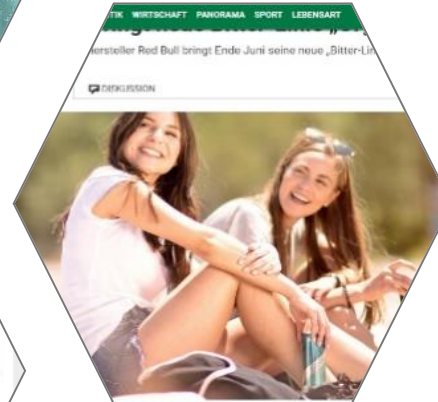 TIK WIRTSCHAFT PANORAMA SPORT LEBENSART
ersteller Red Bull bringt Ende Juni seine neue „Bitter-Lin
DISKUSSION